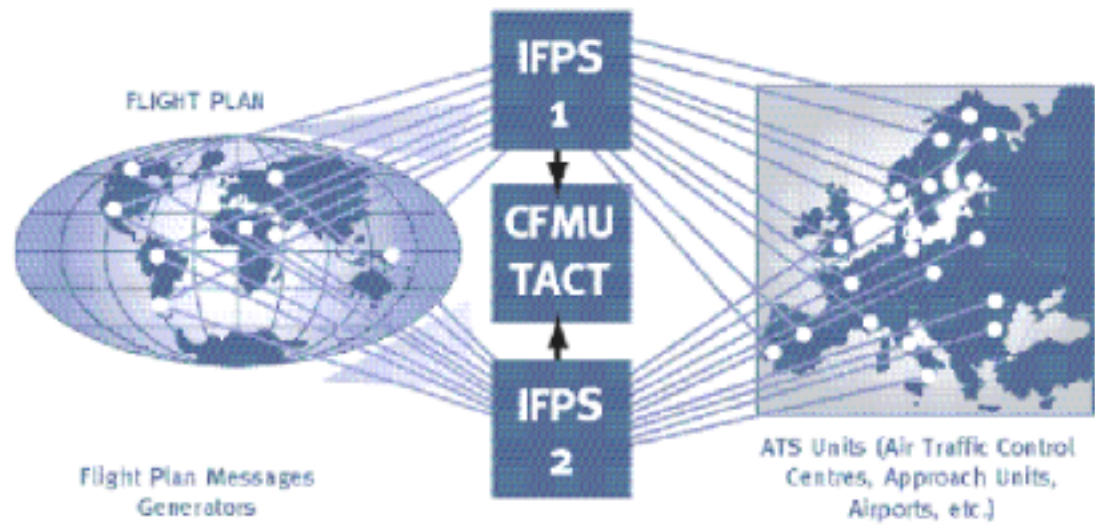 IFPS
1
FLIGHT PLAN
CFMU
TACT
IFPS
2
Flight Plan Messages
Generators
ATS Units (Air Traffic Control
Centres, Approach Units,
Airports, etc.)